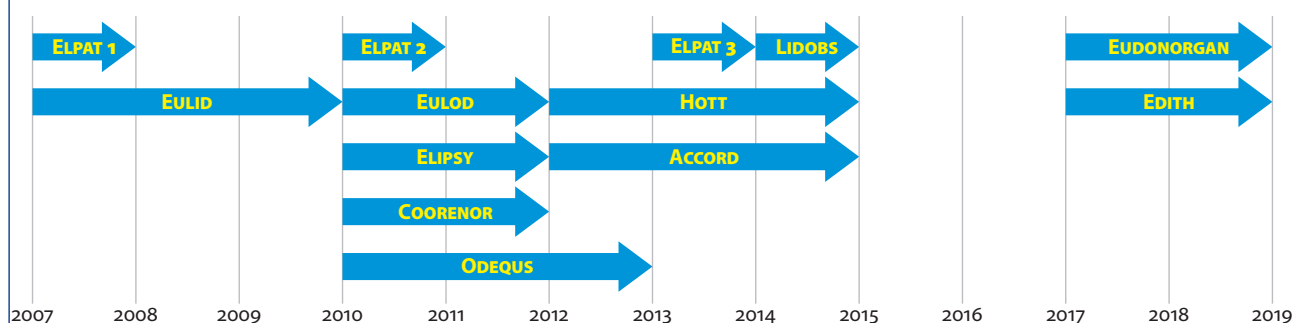 ELPAT 1 ELPAT 2 ELPAT 3 LIDOBS EUDONORGAN
EULID EULOD HOTT EDITH
ELIPSY ACCORD
COORENOR
ODEQUS
2007 2008 2009 2010 2011 2012 2013 2014 2015 2016 2017 2018 2019